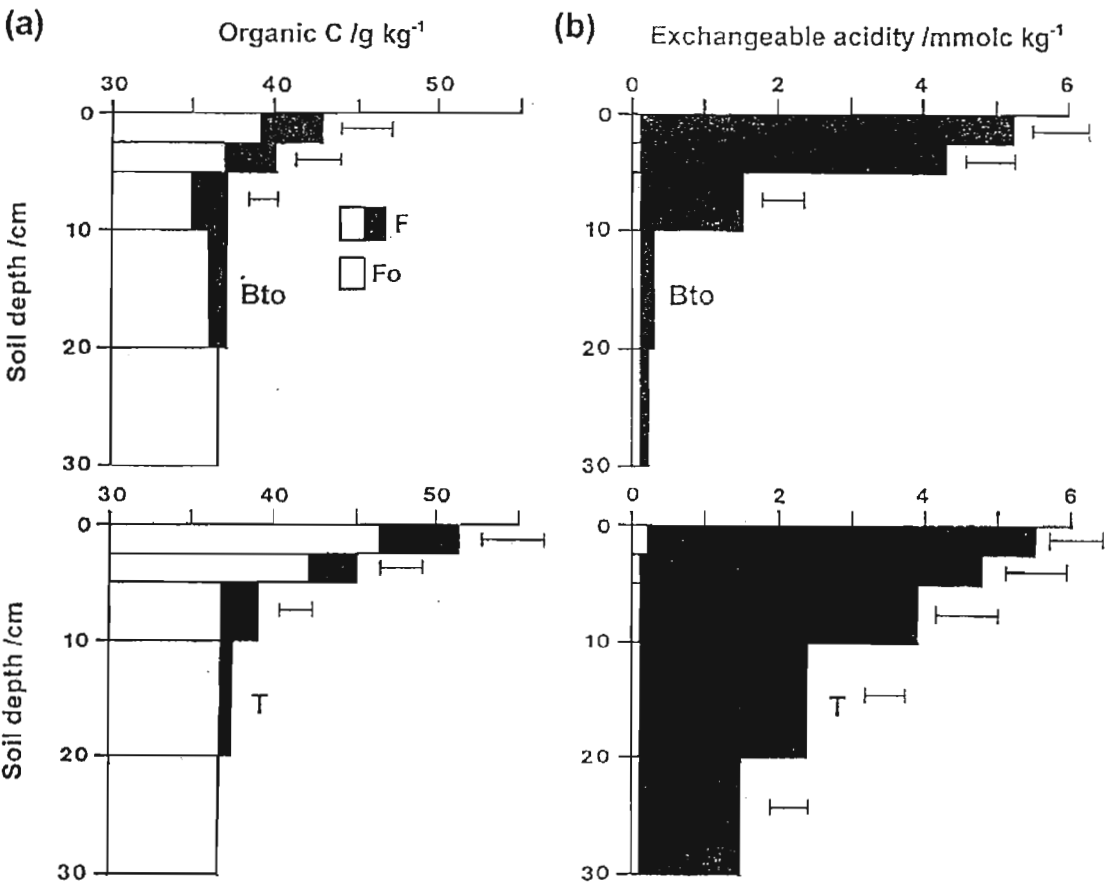 (a)
Organic C /g kg⁻¹
30 40 50
0
10
20
30
Soil depth /cm
F
Fo
Bto
(b)
Exchangeable acidity /mmolc kg⁻¹
0 2 4 6
0
10
20
30
Bto
30 40 50
0
10
20
30
Soil depth /cm
T
0 2 4 6
0
10
20
30
T